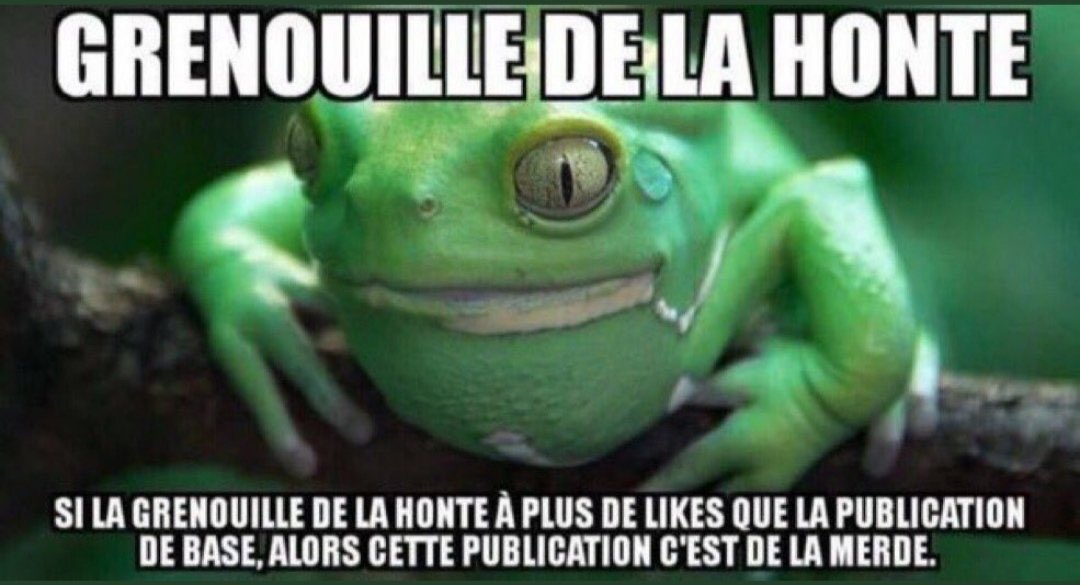 GRENOUILLE DE LA HONTE
SI LA GRENOUILLE DE LA HONTE À PLUS DE LIKES QUE LA PUBLICATION
DE BASE, ALORS CETTE PUBLICATION C'EST DE LA MERDE.